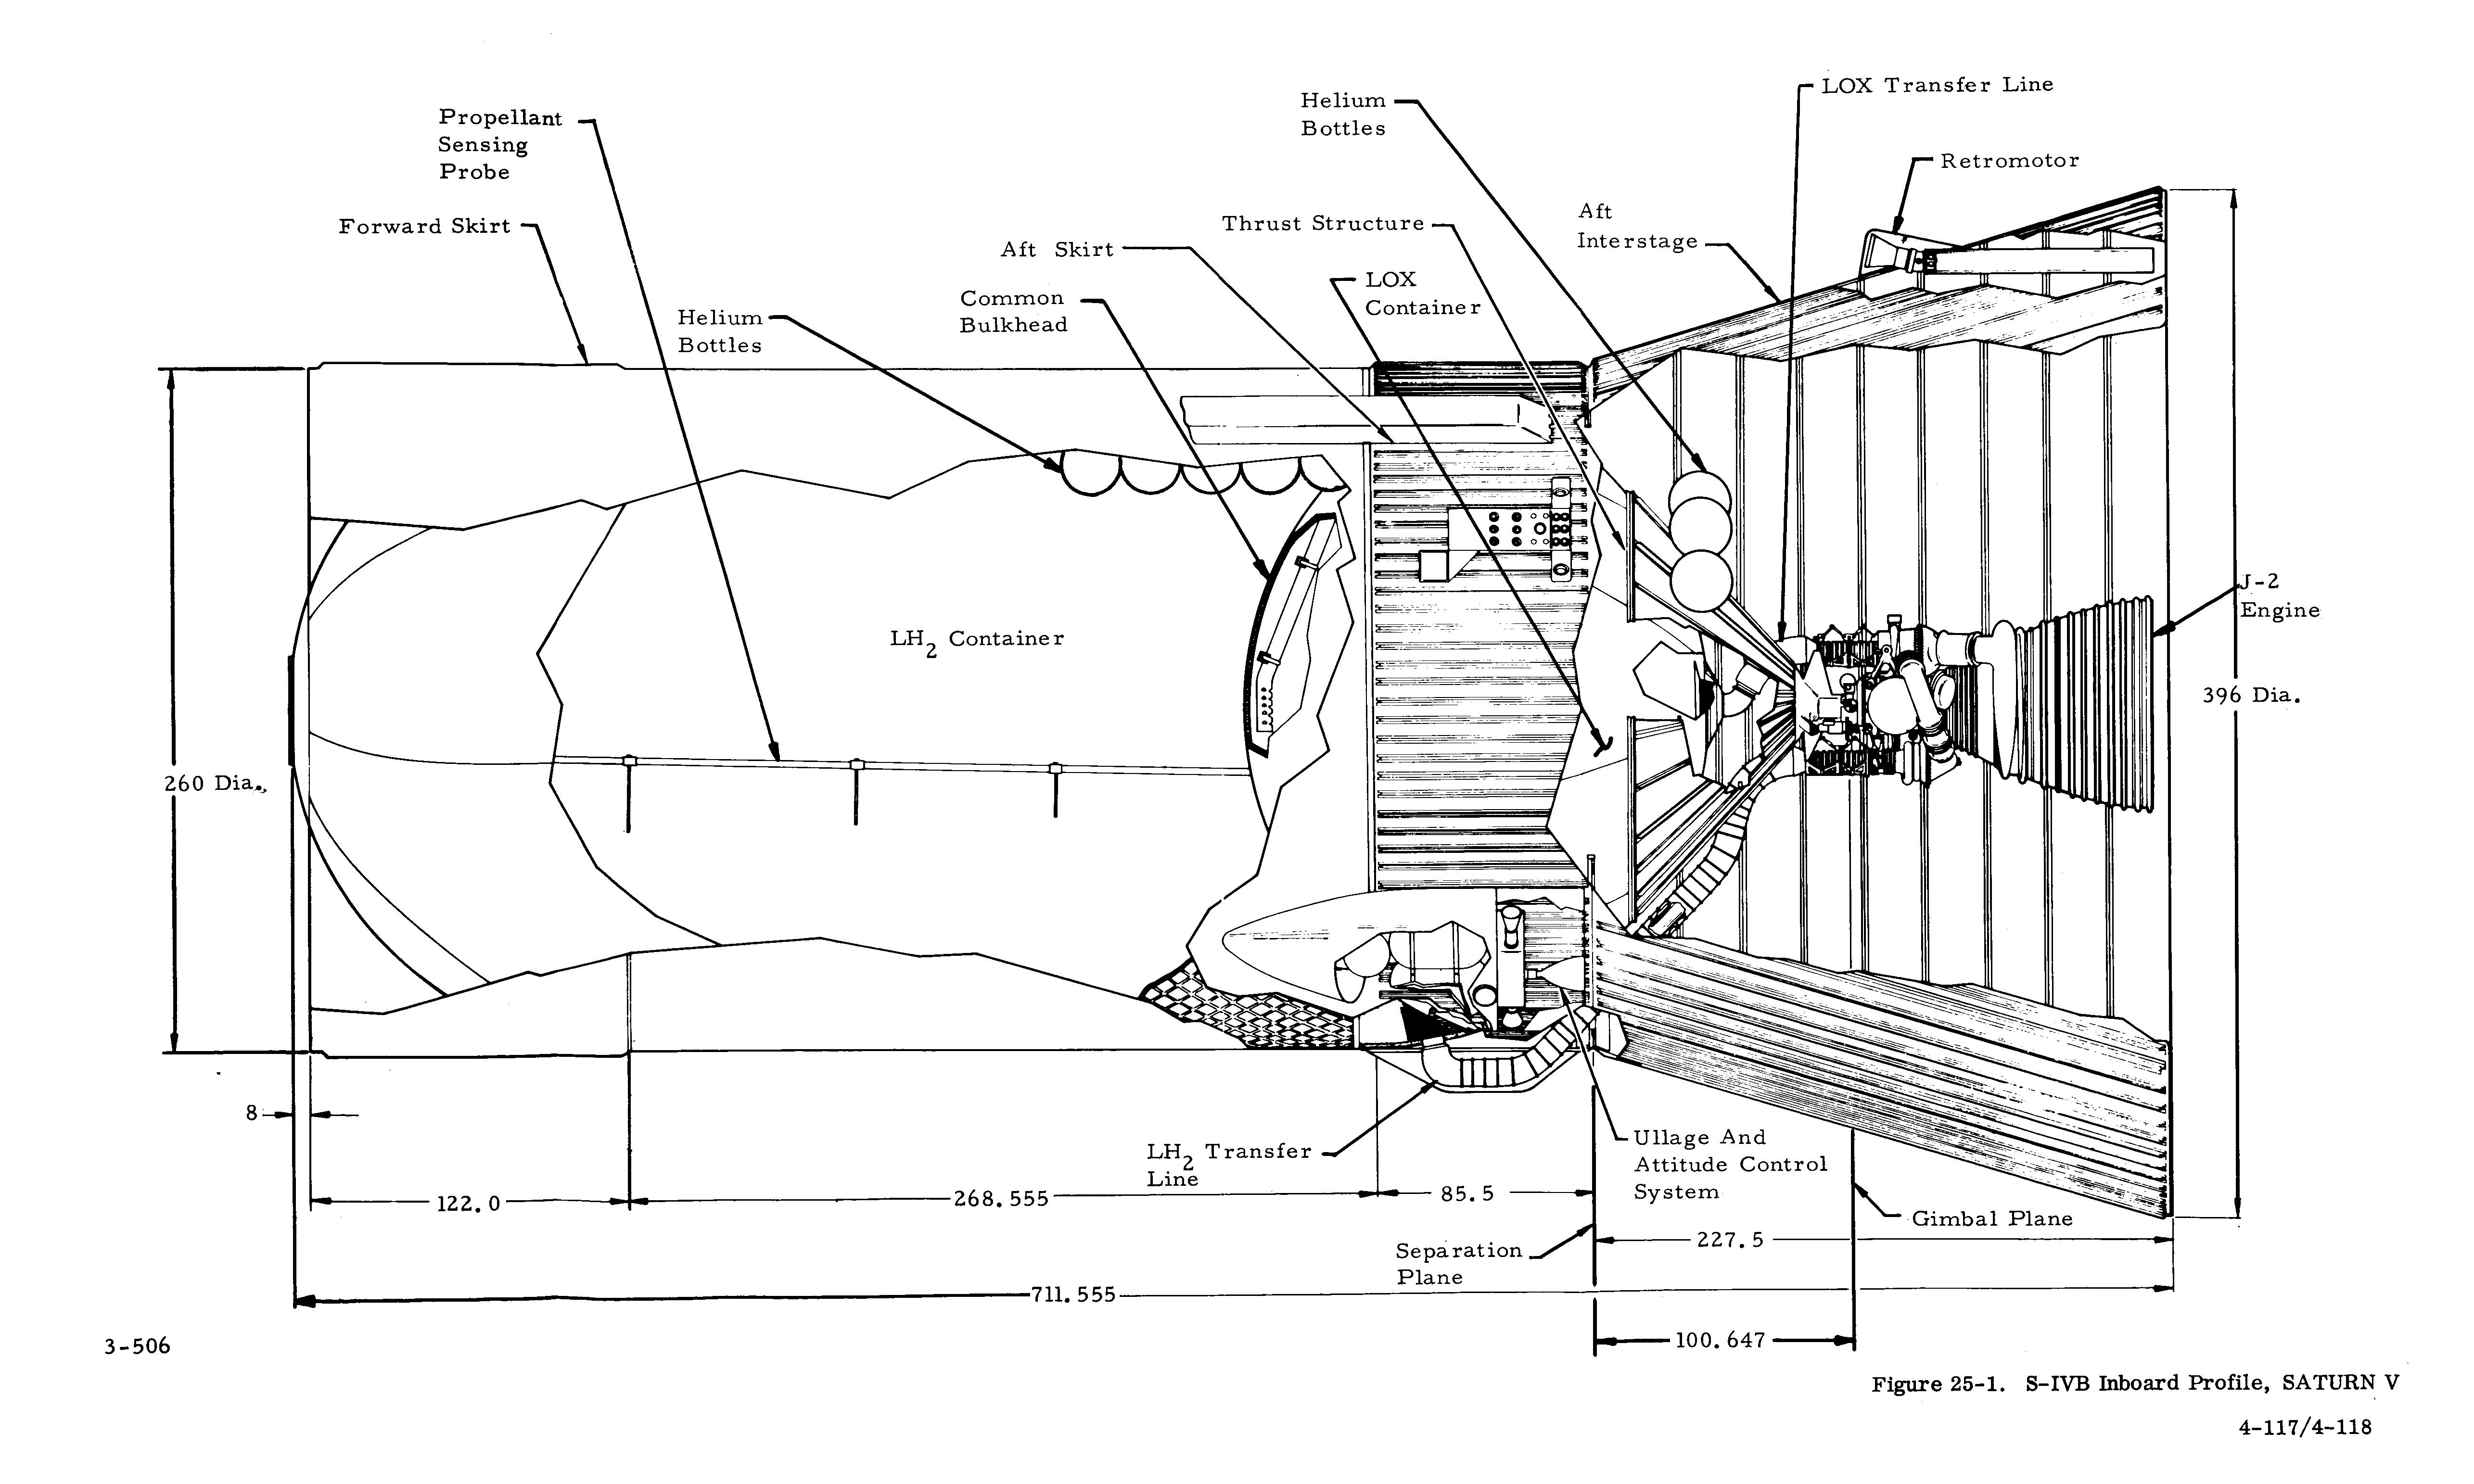 LOX Transfer Line
Helium
Bottles
Propellant
Sensing
Probe
Retromotor
Forward Skirt
Thrust Structure
Aft
Interstage
Aft Skirt
LOX
Container
Common
Bulkhead
Helium
Bottles
J-2
Engine
LH2 Container
396 Dia.
260 Dia.
8
LH2 Transfer
Line
Ullage And
Attitude Control
System
122.0
268.555
85.5
Gimbal Plane
227.5
Separation
Plane
711.555
100.647
3-506
Figure 25-1. S-IVB Inboard Profile, SATURN V
4-117/4-118